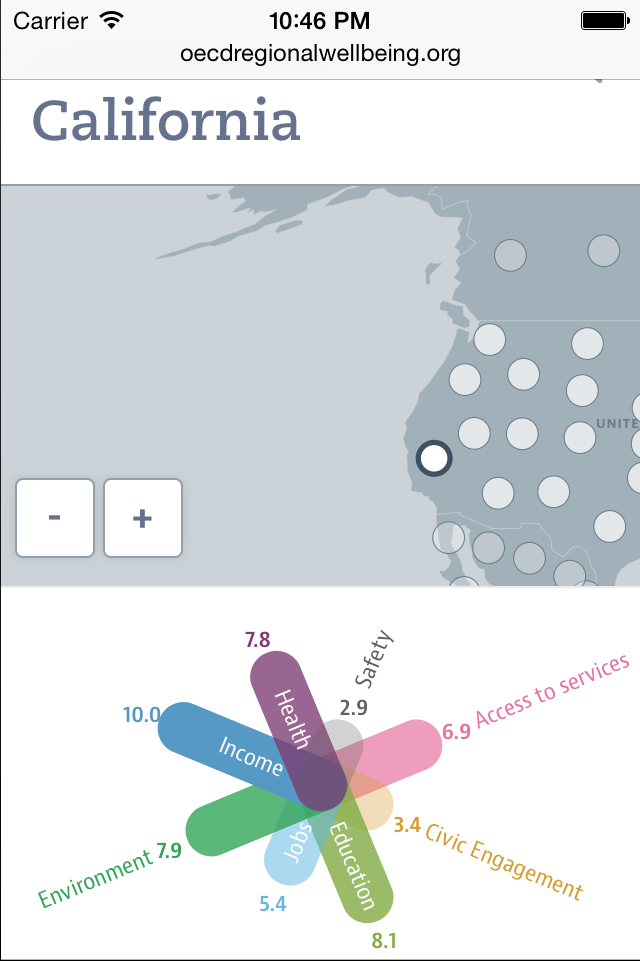 Carrier 10:46 PM
oecdregionalwellbeing.org
California
UNITE
- +
7.8
Health
Safety
2.9
10.0
Income
6.9 Access to services
Environment 7.9
Jobs
5.4
Education
8.1
3.4 Civic Engagement